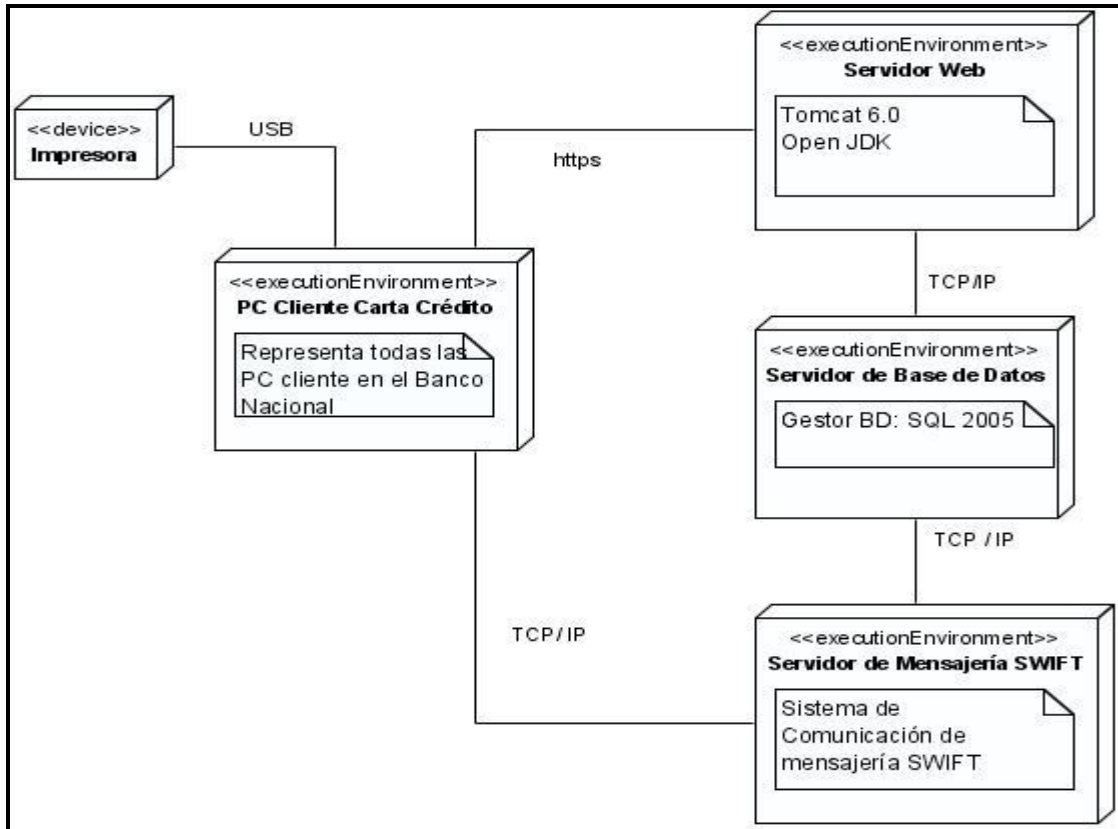 <<executionEnvironment>>
Servidor Web
Tomcat 6.0
Open JDK
<<device>>
Impresora
USB
https
<<executionEnvironment>>
PC Cliente Carta Crédito
Representa todas las
PC cliente en el Banco
Nacional
TCP/IP
<<executionEnvironment>>
Servidor de Base de Datos
Gestor BD: SQL 2005
TCP / IP
TCP/ IP
<<executionEnvironment>>
Servidor de Mensajería SWIFT
Sistema de
Comunicación de
mensajería SWIFT